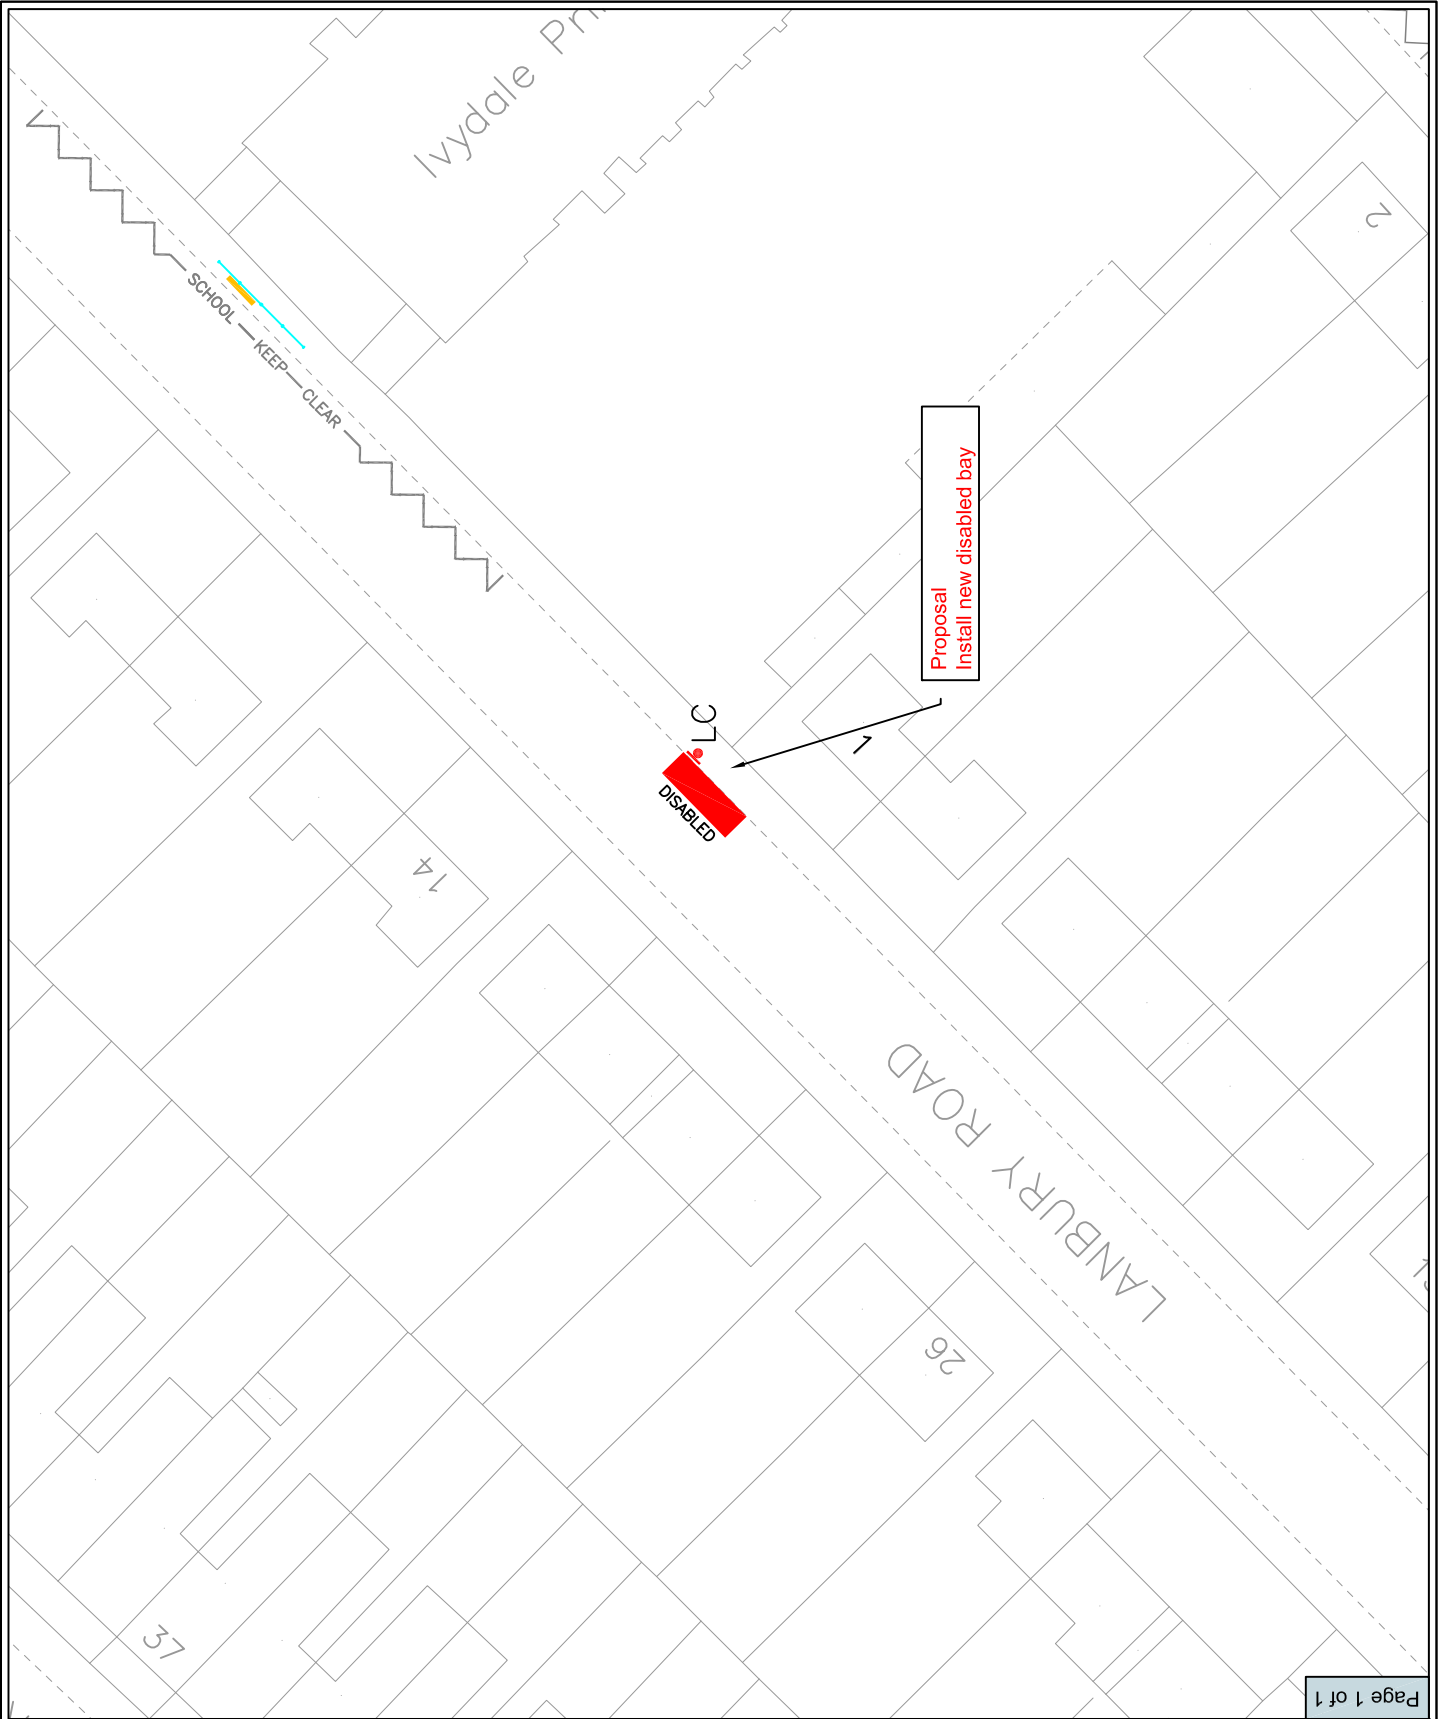 Ivydale
2
SCHOOL
KEEP
CLEAR
Proposal
Install new disabled bay
LC
1
DISABLED
14
LANBURY ROAD
26
37
Page 1 of 1